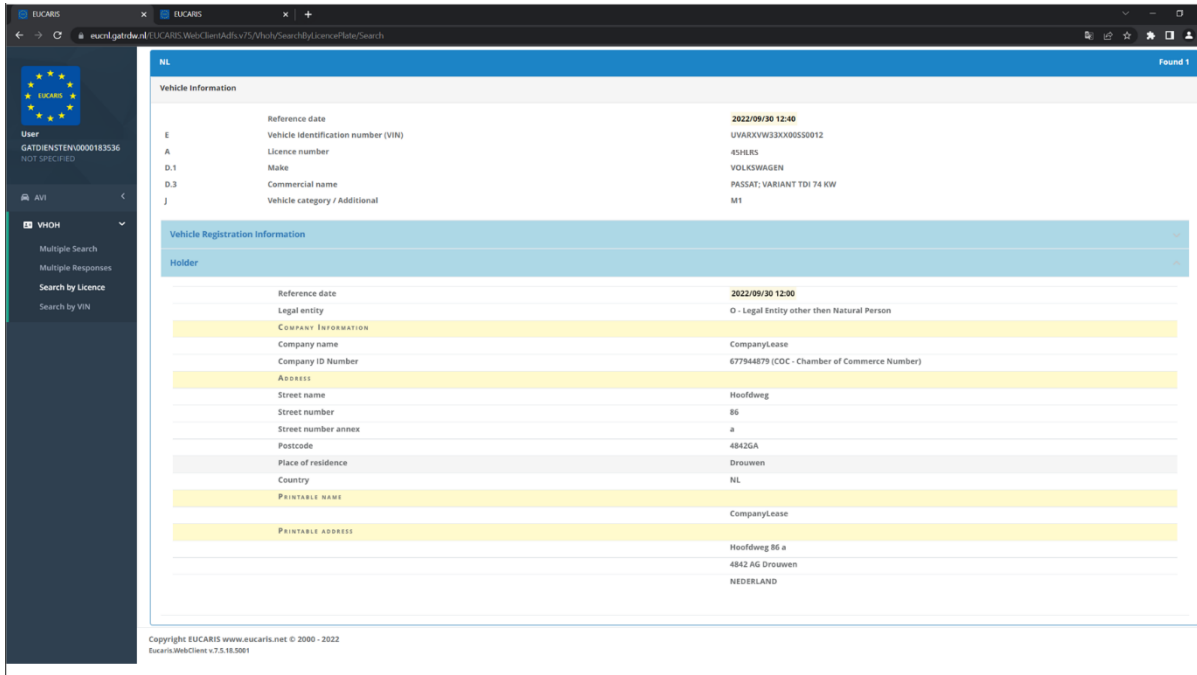 EUCARIS
EUCARIS
eucnl.gatrdw.nl/EUCARIS.WebClientAdfs.v75/Vhoh/SearchByLicencePlate/Search
EUCARIS
User
GATDIENSTEN\0000183536
NOT SPECIFIED
AVI
VHOH
Multiple Search
Multiple Responses
Search by Licence
Search by VIN
NL Found 1
Vehicle Information
Reference date 2022/09/30 12:40
E Vehicle Identification number (VIN) UVARXVW33XX00SS0012
A Licence number 45HLRS
D.1 Make VOLKSWAGEN
D.3 Commercial name PASSAT; VARIANT TDI 74 KW
J Vehicle category / Additional M1
Vehicle Registration Information
Holder
Reference date 2022/09/30 12:00
Legal entity O - Legal Entity other then Natural Person
COMPANY INFORMATION
Company name CompanyLease
Company ID Number 677944879 (COC - Chamber of Commerce Number)
ADDRESS
Street name Hoofdweg
Street number 86
Street number annex a
Postcode 4842GA
Place of residence Drouwen
Country NL
PRINTABLE NAME
CompanyLease
PRINTABLE ADDRESS
Hoofdweg 86 a
4842 AG Drouwen
NEDERLAND
Copyright EUCARIS www.eucaris.net © 2000 - 2022
Eucaris.WebClient v.7.5.18.5001